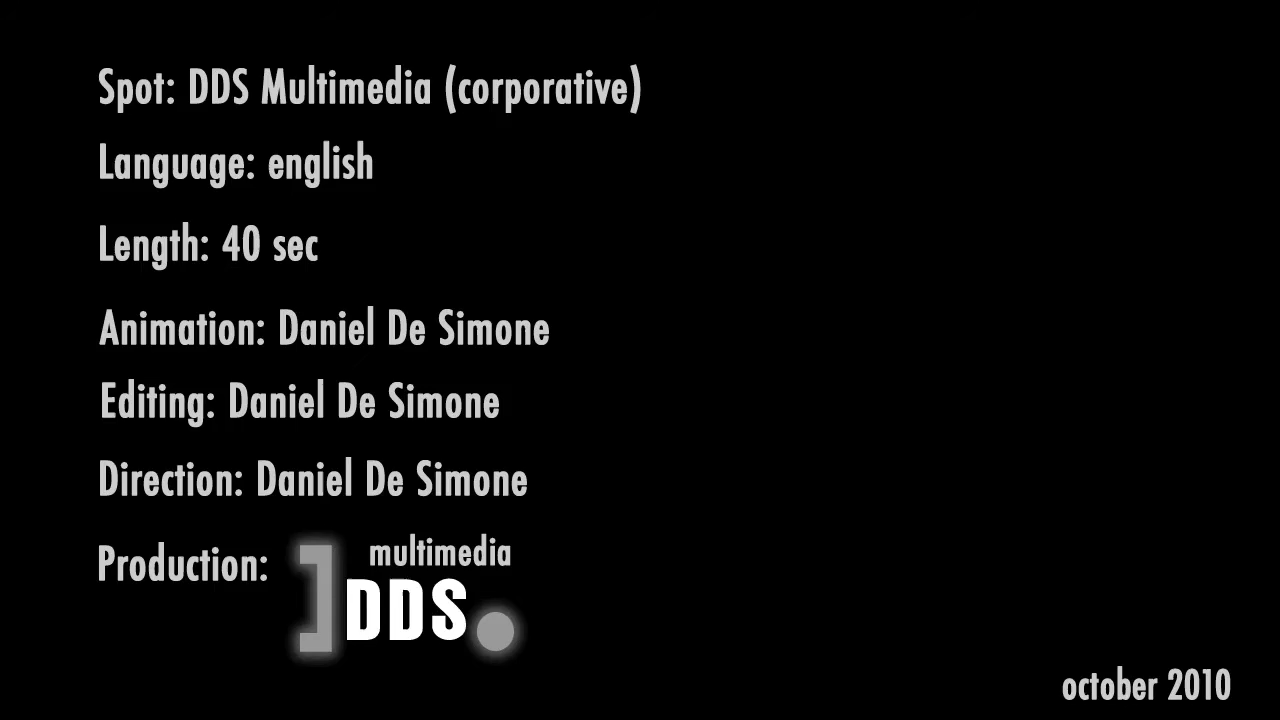 Spot: DDS Multimedia (corporative)
Language: english
Length: 40 sec
Animation: Daniel De Simone
Editing: Daniel De Simone
Direction: Daniel De Simone
Production:
multimedia
DDS.
october 2010